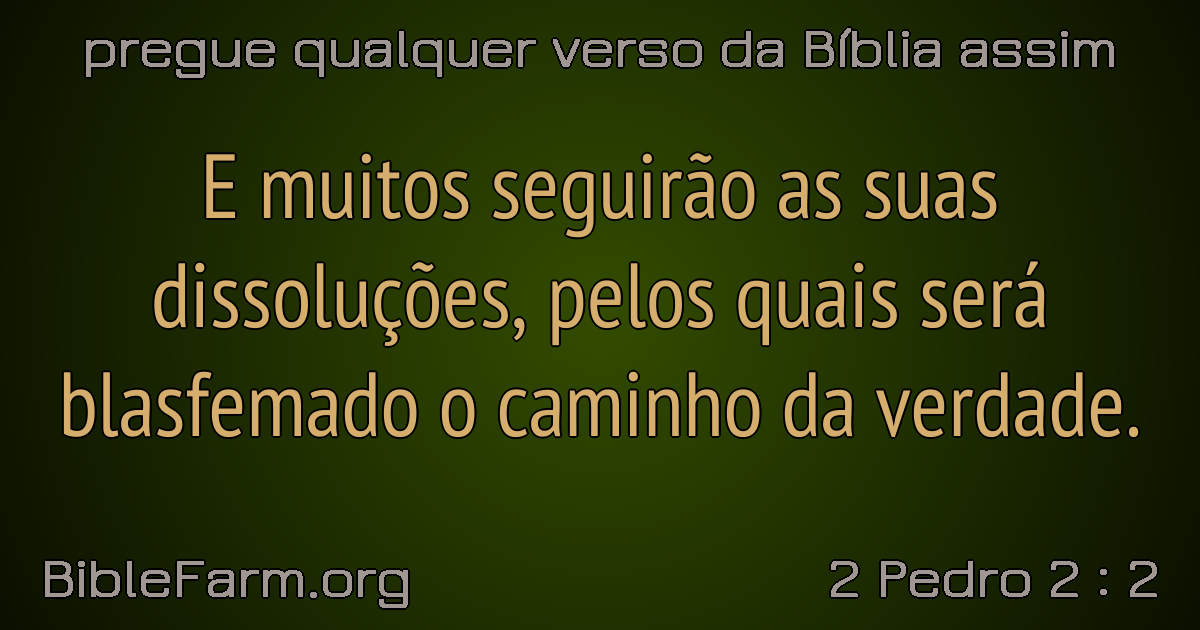 pregue qualquer verso da Bíblia assim
E muitos seguirão as suas
dissoluções, pelos quais será
blasfemado o caminho da verdade.
BibleFarm.org
2 Pedro 2 : 2